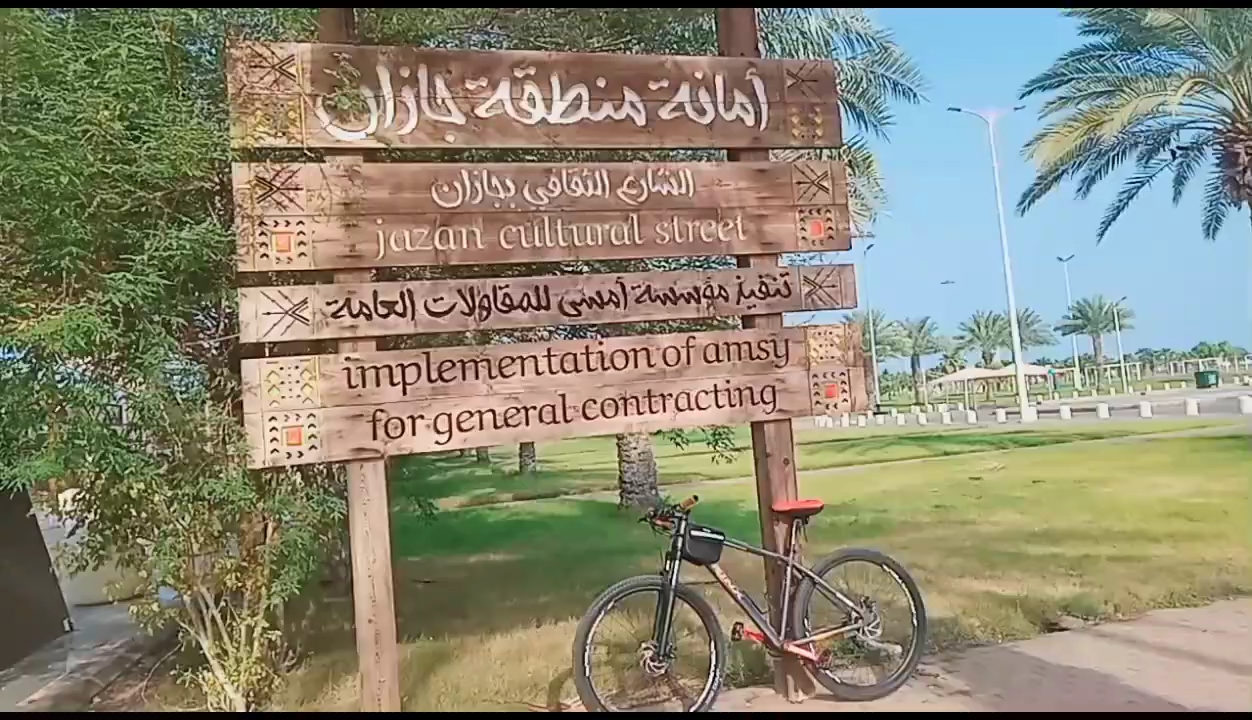 أمانة منطقة جازان
الشارع الثقافي بجازان
jazan cultural street
تنفيذ مؤسسة أمسي للمقاولات العامة
implementation of amsy
for general contracting